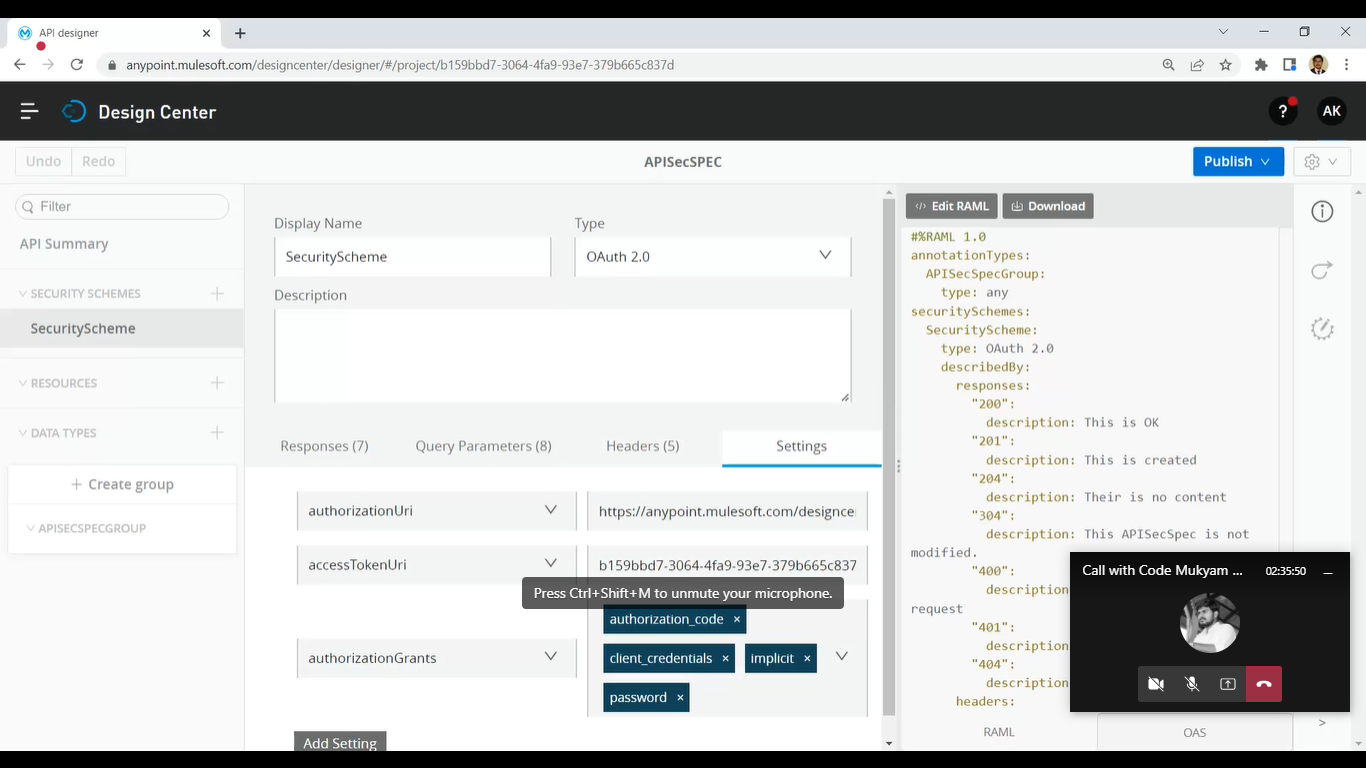 API designer
anypoint.mulesoft.com/designcenter/designer/#/project/b159bbd7-3064-4fa9-93e7-379b665c837d
Design Center
?
AK
Undo
Redo
APISecSPEC
Publish
Filter
API Summary
SECURITY SCHEMES
SecurityScheme
RESOURCES
DATA TYPES
Create group
APISECSPECGROUP
Display Name
Type
SecurityScheme
OAuth 2.0
Description
Responses (7)
Query Parameters (8)
Headers (5)
Settings
authorizationUri
https://anypoint.mulesoft.com/designce
accessTokenUri
b159bbd7-3064-4fa9-93e7-379b665c837
Press Ctrl+Shift+M to unmute your microphone.
authorizationGrants
authorization_code ×
client_credentials ×
implicit ×
password ×
Add Setting
</> Edit RAML
Download
#%RAML 1.0
annotationTypes:
APISecSpecGroup:
type: any
securitySchemes:
SecurityScheme:
type: OAuth 2.0
describedBy:
responses:
"200":
description: This is OK
"201":
description: This is created
"204":
description: Their is no content
"304":
description: This APISecSpec is not
modified.
"400":
description
request
"401":
description
"404":
description
headers:
RAML
OAS
Call with Code Mukyam ...
02:35:50